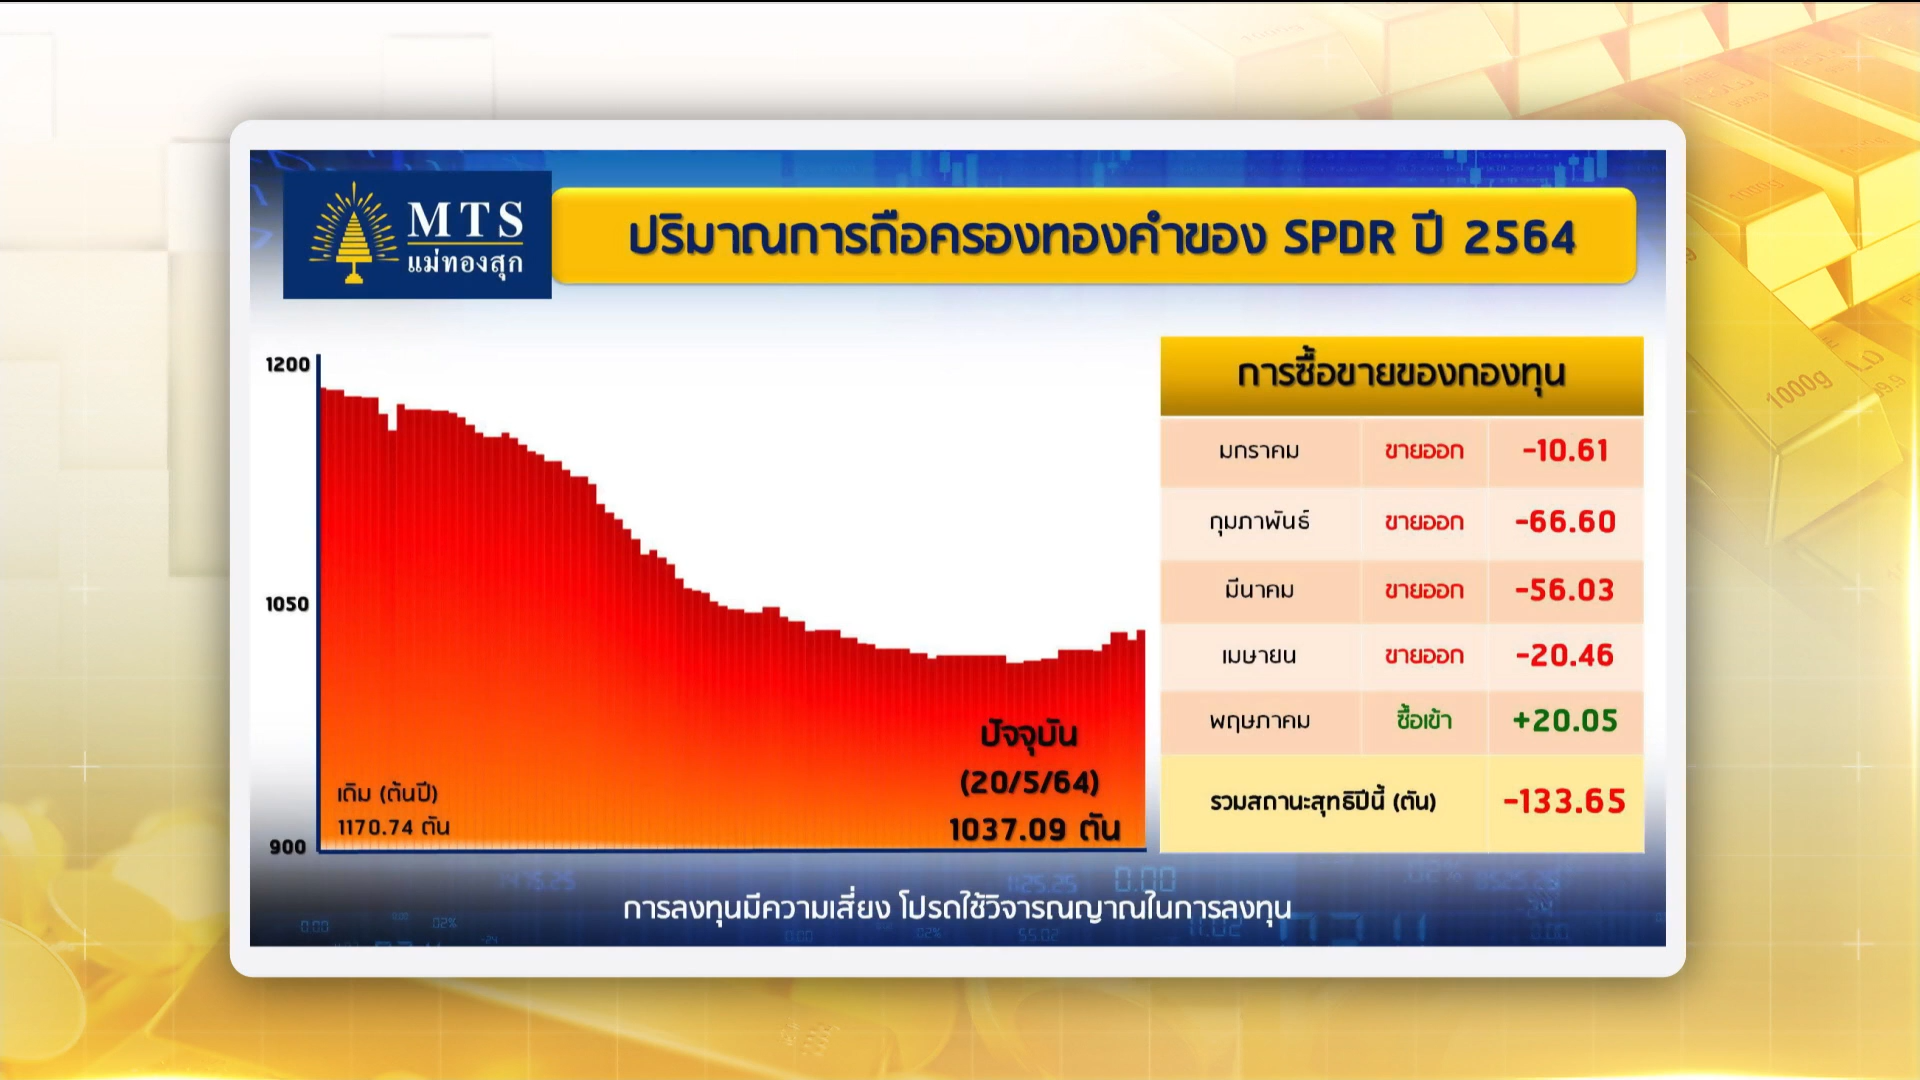 MTS
แม่ทองสุก
ปริมาณการถือครองทองคำของ SPDR ปี 2564
1200
1050
900
เดิม (ต้นปี)
1170.74 ตัน
ปัจจุบัน
(20/5/64)
1037.09 ตัน
การซื้อขายของกองทุน
มกราคม ขายออก -10.61
กุมภาพันธ์ ขายออก -66.60
มีนาคม ขายออก -56.03
เมษายน ขายออก -20.46
พฤษภาคม ซื้อเข้า +20.05
รวมสถานะสุทธิปีนี้ (ตัน) -133.65
การลงทุนมีความเสี่ยง โปรดใช้วิจารณญาณในการลงทุน
1000g